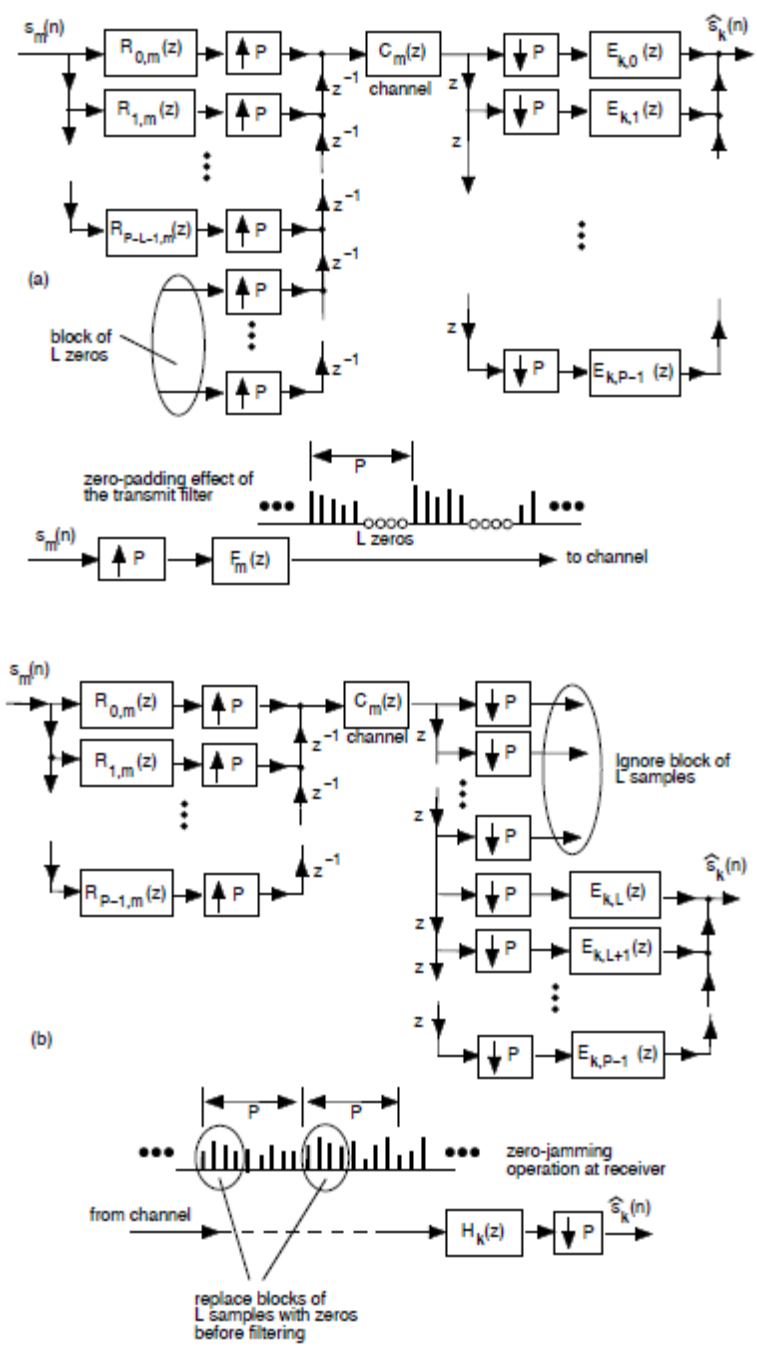 s_m(n) R_{0,m}(z) ↑ P C_m(z) ↓ P E_{k,0} (z) ŝ_k(n)
z^{-1} channel z
R_{1,m}(z) ↑ P ↓ P E_{k,1} (z)
z^{-1} z
z^{-1}
R_{P-L-1,m}(z) ↑ P
z^{-1}
(a)
↑ P
block of
L zeros
z
z^{-1}
↑ P ↓ P E_{k,P-1} (z)
P
zero-padding effect of
the transmit filter
L zeros
s_m(n) ↑ P F_m(z) to channel
s_m(n) R_{0,m}(z) ↑ P C_m(z) ↓ P
z^{-1} channel z
R_{1,m}(z) ↑ P ↓ P
Ignore block of
L samples
z^{-1}
z
↓ P
z^{-1}
R_{P-1,m}(z) ↑ P ↓ P E_{k,L}(z) ŝ_k(n)
z
↓ P E_{k,L+1}(z)
z
z
(b)
↓ P E_{k,P-1} (z)
P P
zero-jamming
operation at receiver
from channel
H_k(z) ↓ P ŝ_k(n)
replace blocks of
L samples with zeros
before filtering